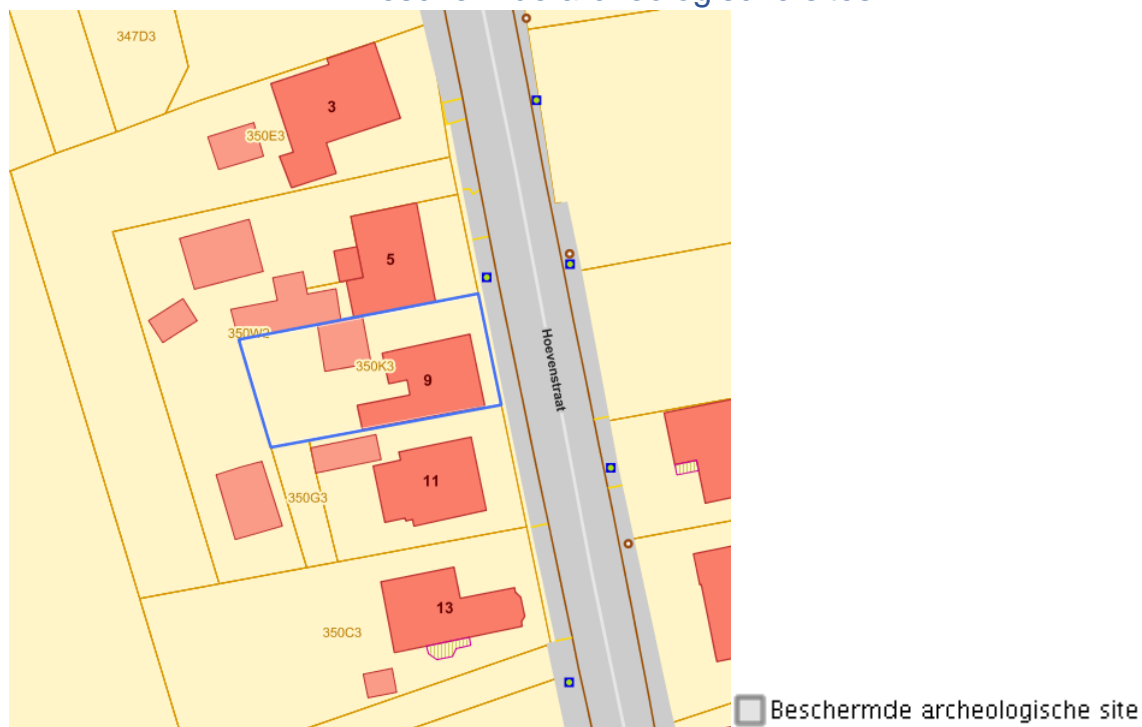 347D3
3
350E3
5
350W2
350K3
9
Hoevenstraat
11
350G3
13
350C3
Beschermde archeologische site